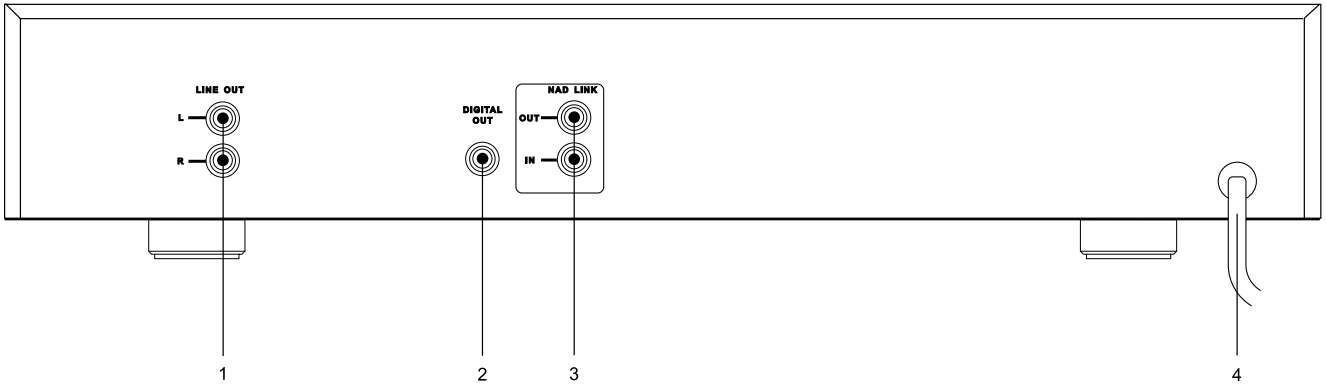 LINE OUT
L
R
DIGITAL
OUT
NAD LINK
OUT
IN
1
2
3
4